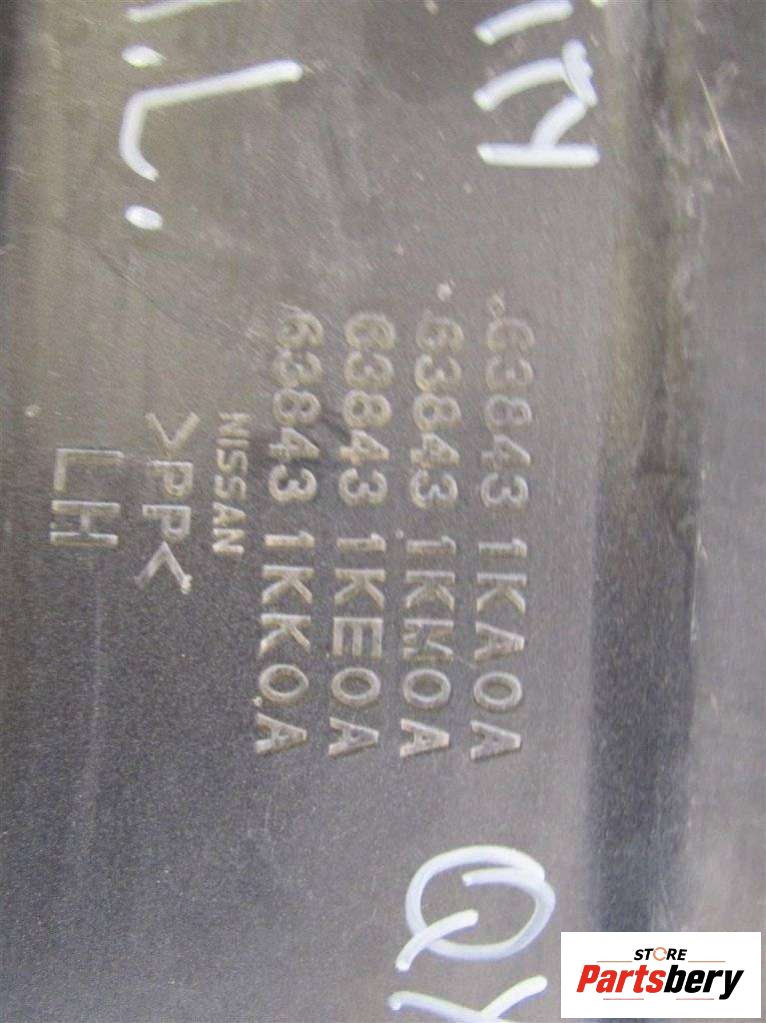 63843 1KA0A
63843 1KM0A
63843 1KE0A
63843 1KK0A
NISSAN
>PP<
LH
STORE
Partsbery